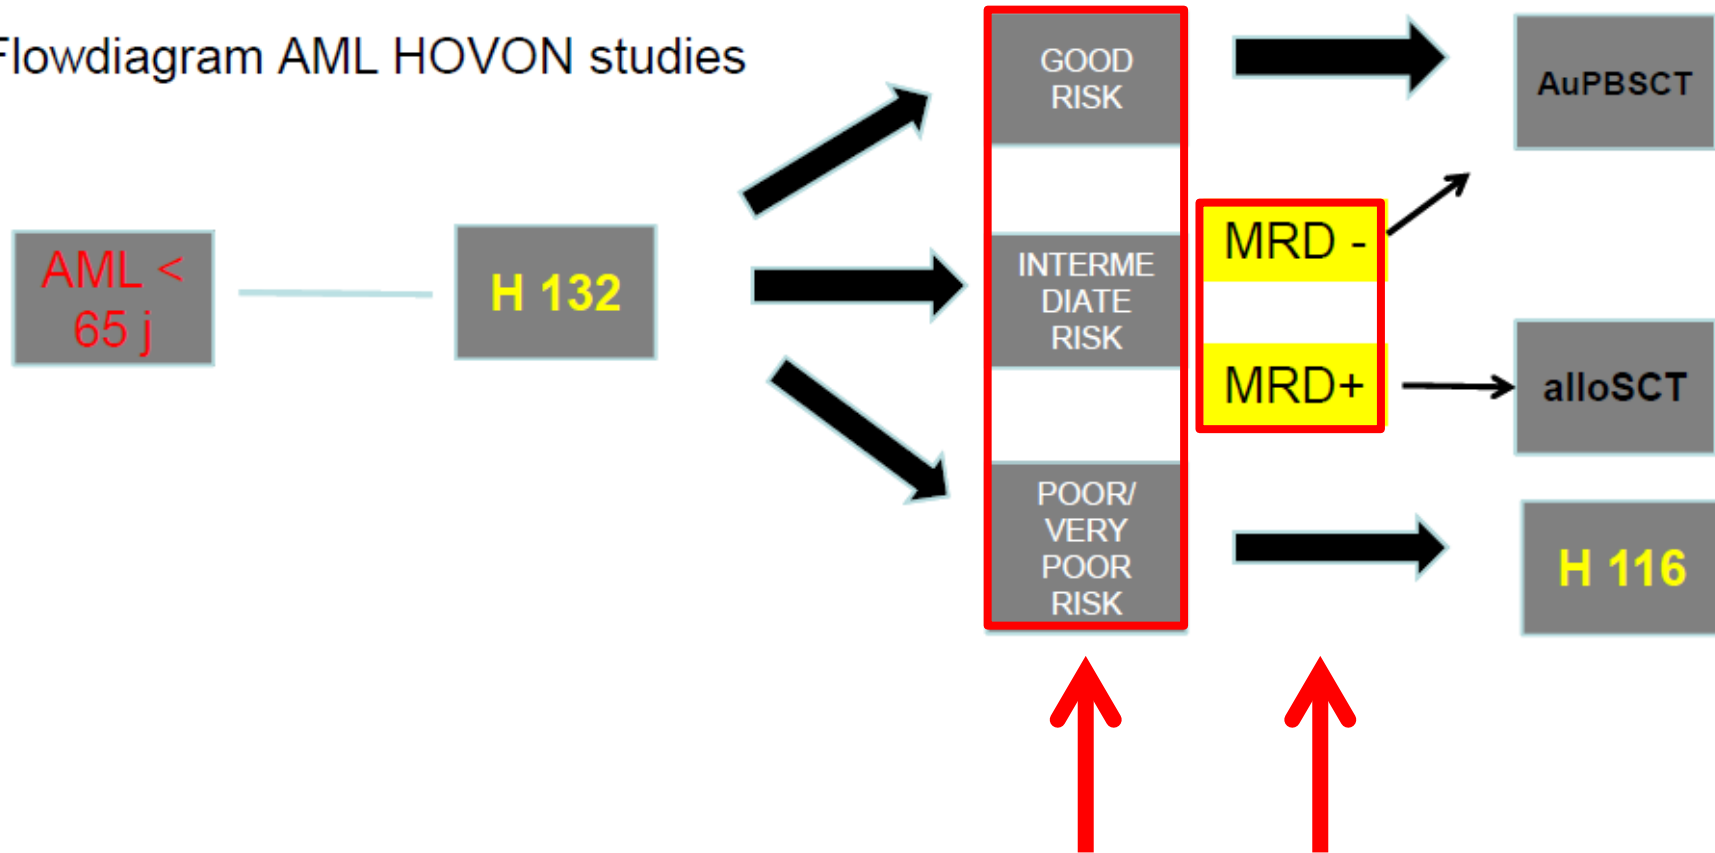 Flowdiagram AML HOVON studies
AML <
65 j
H 132
GOOD
RISK
INTERME
DIATE
RISK
POOR/
VERY
POOR
RISK
MRD -
MRD+
AuPBSCT
alloSCT
H 116